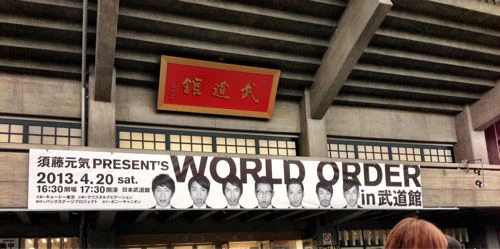 武道館
須藤元気 PRESENT'S
WORLD ORDER
in 武道館
2013.4.20 sat.
16:30開場 17:30開演 日本武道館